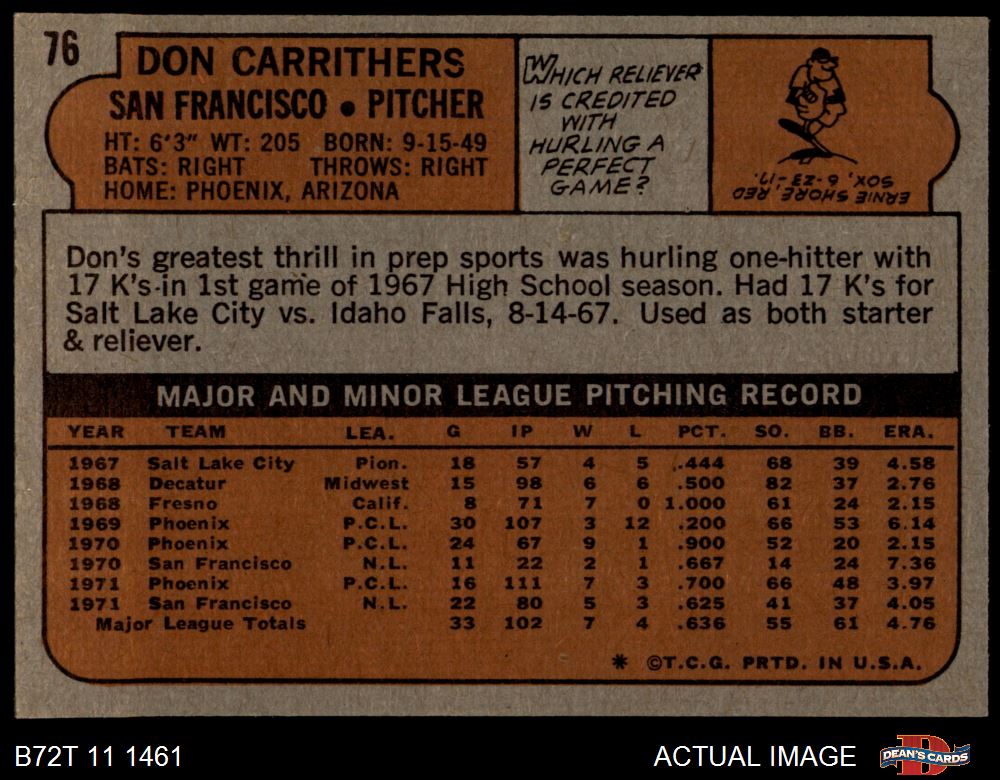 76
DON CARRITHERS
SAN FRANCISCO • PITCHER
HT: 6'3" WT: 205 BORN: 9-15-49
BATS: RIGHT THROWS: RIGHT
HOME: PHOENIX, ARIZONA
WHICH RELIEVER
IS CREDITED
WITH
HURLING A
PERFECT
GAME?
ERNIE SHORE, RED
SOX, 6-23-'17.
Don's greatest thrill in prep sports was hurling one-hitter with
17 K's in 1st game of 1967 High School season. Had 17 K's for
Salt Lake City vs. Idaho Falls, 8-14-67. Used as both starter
& reliever.
MAJOR AND MINOR LEAGUE PITCHING RECORD
YEAR TEAM LEA. G IP W L PCT. SO. BB. ERA.
1967 Salt Lake City Pion. 18 57 4 5 .444 68 39 4.58
1968 Decatur Midwest 15 98 6 6 .500 82 37 2.76
1968 Fresno Calif. 8 71 7 0 1.000 61 24 2.15
1969 Phoenix P.C.L. 30 107 3 12 .200 66 53 6.14
1970 Phoenix P.C.L. 24 67 9 1 .900 52 20 2.15
1970 San Francisco N.L. 11 22 2 1 .667 14 24 7.36
1971 Phoenix P.C.L. 16 111 7 3 .700 66 48 3.97
1971 San Francisco N.L. 22 80 5 3 .625 41 37 4.05
Major League Totals 33 102 7 4 .636 55 61 4.76
* ©T.C.G. PRTD. IN U.S.A.
B72T 11 1461
ACTUAL IMAGE
DEAN'S CARDS